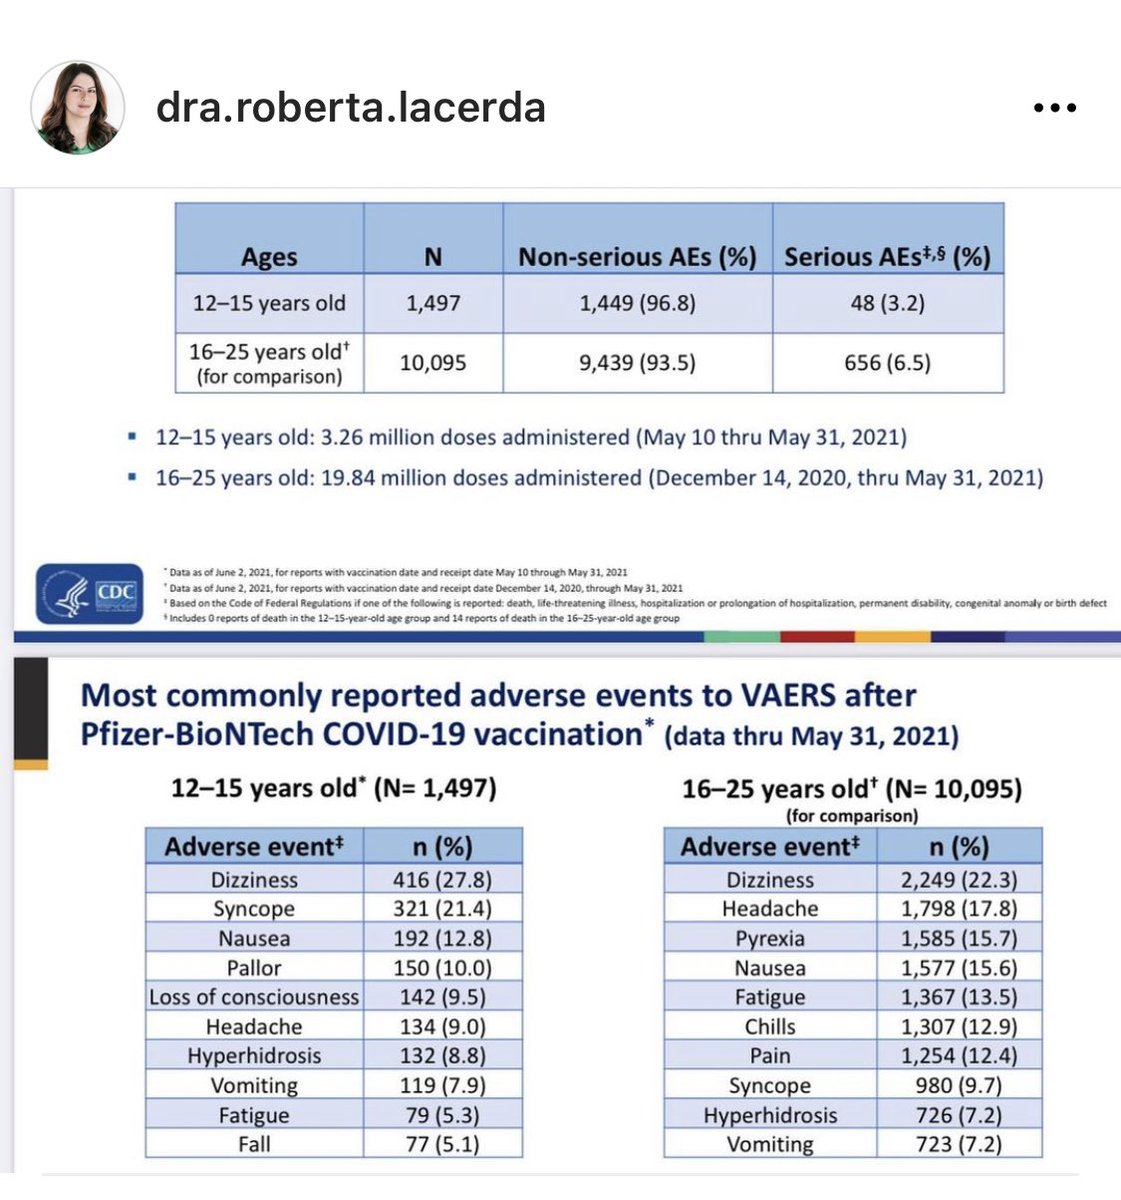 dra.roberta.lacerda
Ages N Non-serious AEs (%) Serious AEs‡,§ (%)
12–15 years old 1,497 1,449 (96.8) 48 (3.2)
16–25 years old†
(for comparison) 10,095 9,439 (93.5) 656 (6.5)
▪ 12–15 years old: 3.26 million doses administered (May 10 thru May 31, 2021)
▪ 16–25 years old: 19.84 million doses administered (December 14, 2020, thru May 31, 2021)
CDC
* Data as of June 2, 2021, for reports with vaccination date and receipt date May 10 through May 31, 2021
† Data as of June 2, 2021, for reports with vaccination date and receipt date December 14, 2020, through May 31, 2021
‡ Based on the Code of Federal Regulations if one of the following is reported: death, life-threatening illness, hospitalization or prolongation of hospitalization, permanent disability, congenital anomaly or birth defect
§ Includes 0 reports of death in the 12–15-year-old age group and 14 reports of death in the 16–25-year-old age group
Most commonly reported adverse events to VAERS after
Pfizer-BioNTech COVID-19 vaccination* (data thru May 31, 2021)
12–15 years old* (N= 1,497)
Adverse event‡ n (%)
Dizziness 416 (27.8)
Syncope 321 (21.4)
Nausea 192 (12.8)
Pallor 150 (10.0)
Loss of consciousness 142 (9.5)
Headache 134 (9.0)
Hyperhidrosis 132 (8.8)
Vomiting 119 (7.9)
Fatigue 79 (5.3)
Fall 77 (5.1)
16–25 years old† (N= 10,095)
(for comparison)
Adverse event‡ n (%)
Dizziness 2,249 (22.3)
Headache 1,798 (17.8)
Pyrexia 1,585 (15.7)
Nausea 1,577 (15.6)
Fatigue 1,367 (13.5)
Chills 1,307 (12.9)
Pain 1,254 (12.4)
Syncope 980 (9.7)
Hyperhidrosis 726 (7.2)
Vomiting 723 (7.2)